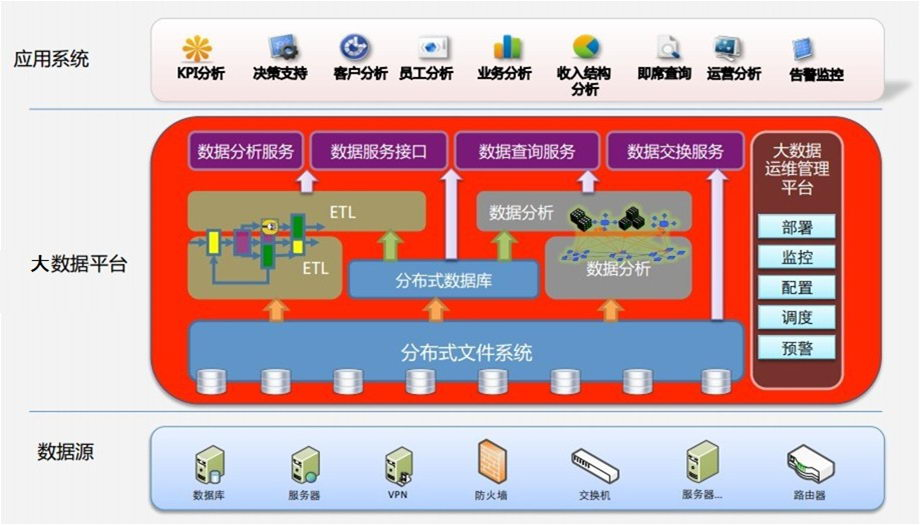 应用系统
KPI分析
决策支持
客户分析
员工分析
业务分析
收入结构
分析
即席查询
运营分析
告警监控
大数据平台
数据分析服务
数据服务接口
数据查询服务
数据交换服务
大数据
运维管理
平台
部署
监控
配置
调度
预警
ETL
数据分析
ETL
分布式数据库
数据分析
分布式文件系统
数据源
数据库
服务器
VPN
防火墙
交换机
服务器...
路由器